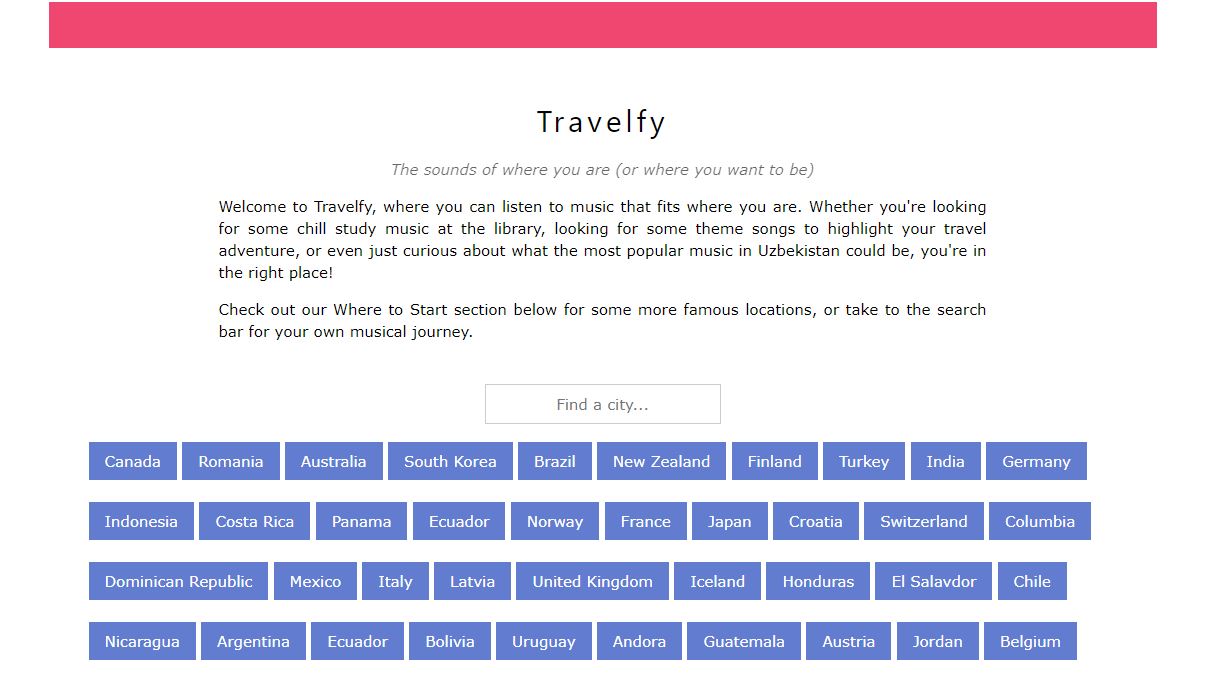 Travelfy
The sounds of where you are (or where you want to be)
Welcome to Travelfy, where you can listen to music that fits where you are. Whether you're looking
for some chill study music at the library, looking for some theme songs to highlight your travel
adventure, or even just curious about what the most popular music in Uzbekistan could be, you're in
the right place!
Check out our Where to Start section below for some more famous locations, or take to the search
bar for your own musical journey.
Find a city...
Canada Romania Australia South Korea Brazil New Zealand Finland Turkey India Germany
Indonesia Costa Rica Panama Ecuador Norway France Japan Croatia Switzerland Columbia
Dominican Republic Mexico Italy Latvia United Kingdom Iceland Honduras El Salavdor Chile
Nicaragua Argentina Ecuador Bolivia Uruguay Andora Guatemala Austria Jordan Belgium